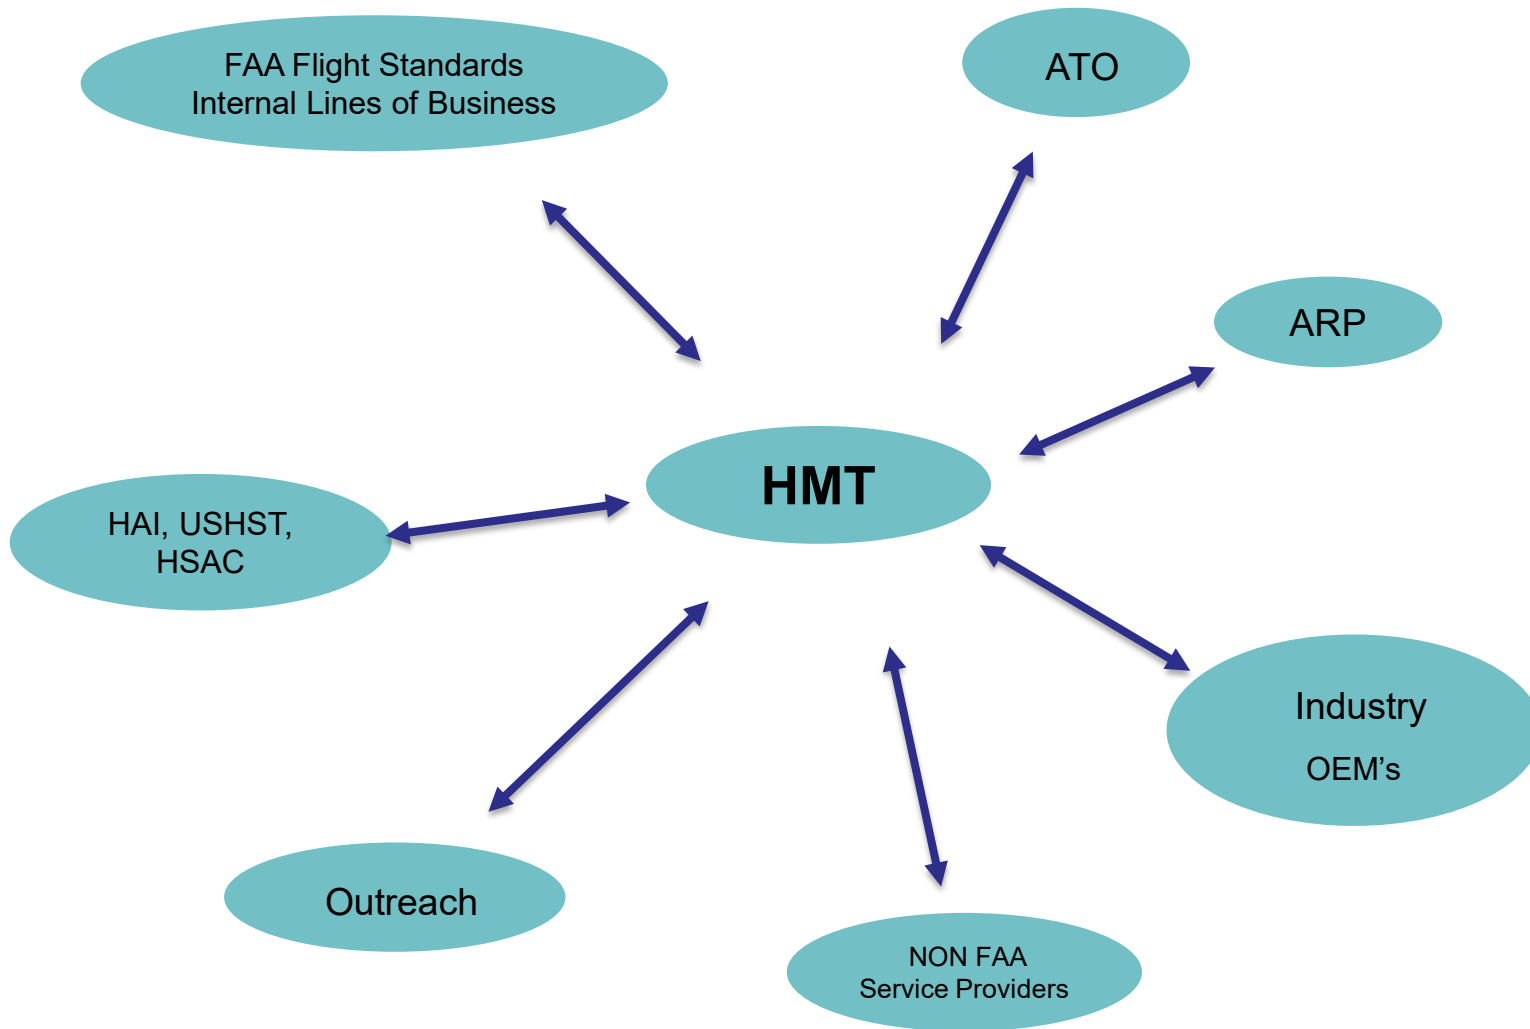 FAA Flight Standards
Internal Lines of Business
ATO
ARP
HMT
HAI, USHST,
HSAC
Industry
OEM’s
Outreach
NON FAA
Service Providers